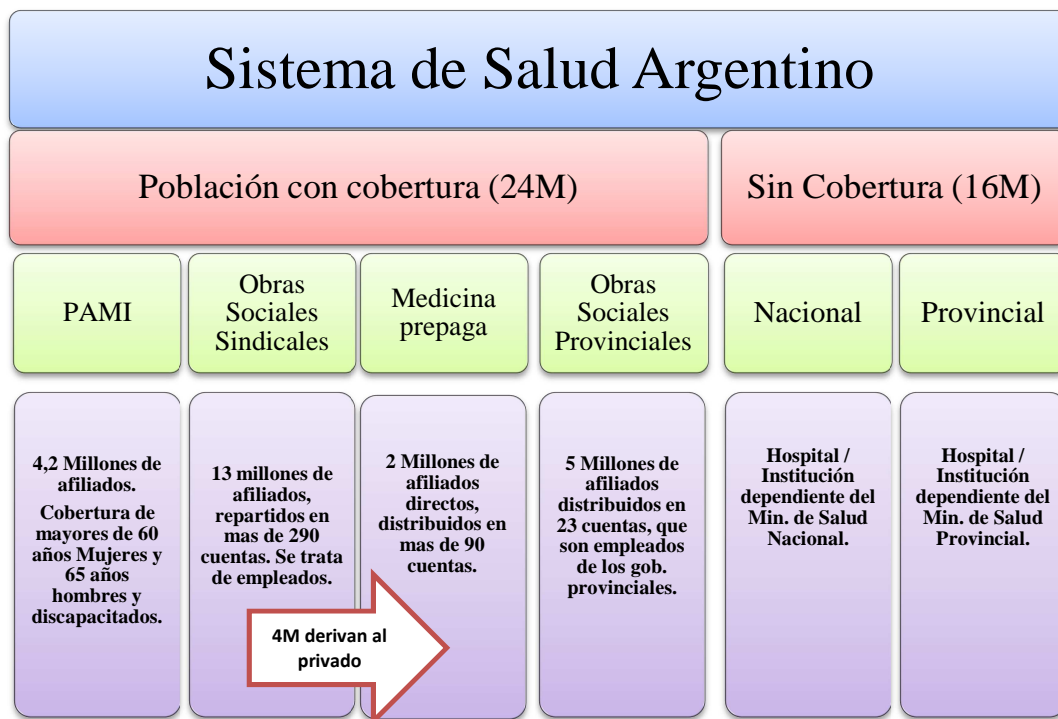 Sistema de Salud Argentino
Población con cobertura (24M)
Sin Cobertura (16M)
PAMI
Obras
Sociales
Sindicales
Medicina
prepaga
Obras
Sociales
Provinciales
Nacional
Provincial
4,2 Millones de
afiliados.
Cobertura de
mayores de 60
años Mujeres y
65 años
hombres y
discapacitados.
13 millones de
afiliados,
repartidos en
mas de 290
cuentas. Se trata
de empleados.
2 Millones de
afiliados
directos,
distribuidos en
mas de 90
cuentas.
5 Millones de
afiliados
distribuidos en
23 cuentas, que
son empleados
de los gob.
provinciales.
Hospital /
Institución
dependiente del
Min. de Salud
Nacional.
Hospital /
Institución
dependiente del
Min. de Salud
Provincial.
4M derivan al
privado